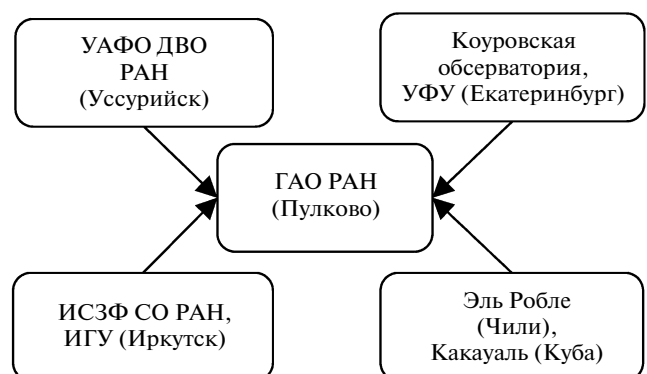 УАФО ДВО
РАН
(Уссурийск)
Коуровская
обсерватория,
УФУ (Екатеринбург)
ГАО РАН
(Пулково)
ИСЗФ СО РАН,
ИГУ (Иркутск)
Эль Робле
(Чили),
Какауаль (Куба)